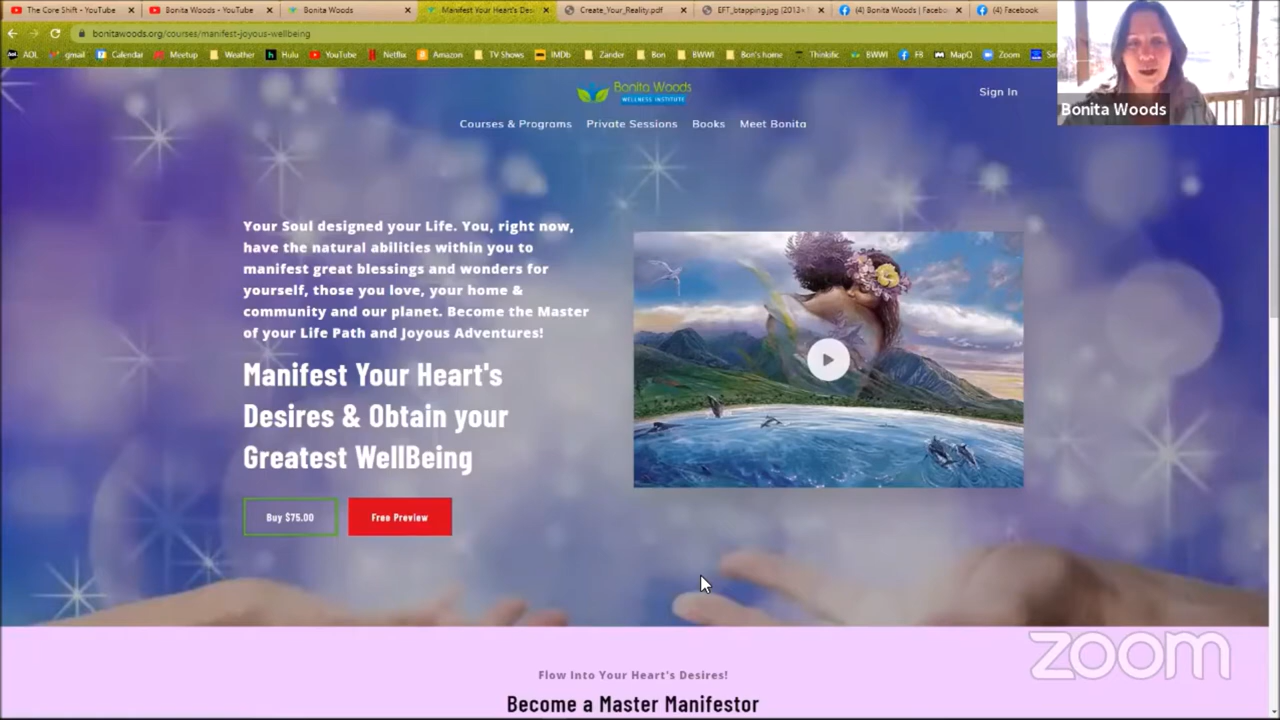 The Core Shift - YouTube
Bonita Woods - YouTube
Bonita Woods
Manifest Your Heart's Des
Create_Your_Reality.pdf
EFT_btapping.jpg (2013×
(4) Bonita Woods | Facebo
(4) Facebook
bonitawoods.org/courses/manifest-joyous-wellbeing
AOL gmail Calendar Meetup Weather Hulu YouTube Netflix Amazon TV Shows IMDb Zander Bon BWWI Bon's home Thinkific BWWI FB MapQ Zoom
Bonita Woods
WELLNESS INSTITUTE
Sign In
Bonita Woods
Courses & Programs Private Sessions Books Meet Bonita
Your Soul designed your Life. You, right now,
have the natural abilities within you to
manifest great blessings and wonders for
yourself, those you love, your home &
community and our planet. Become the Master
of your Life Path and Joyous Adventures!
Manifest Your Heart's
Desires & Obtain your
Greatest WellBeing
Buy $75.00 Free Preview
zoom
Flow Into Your Heart's Desires!
Become a Master Manifestor